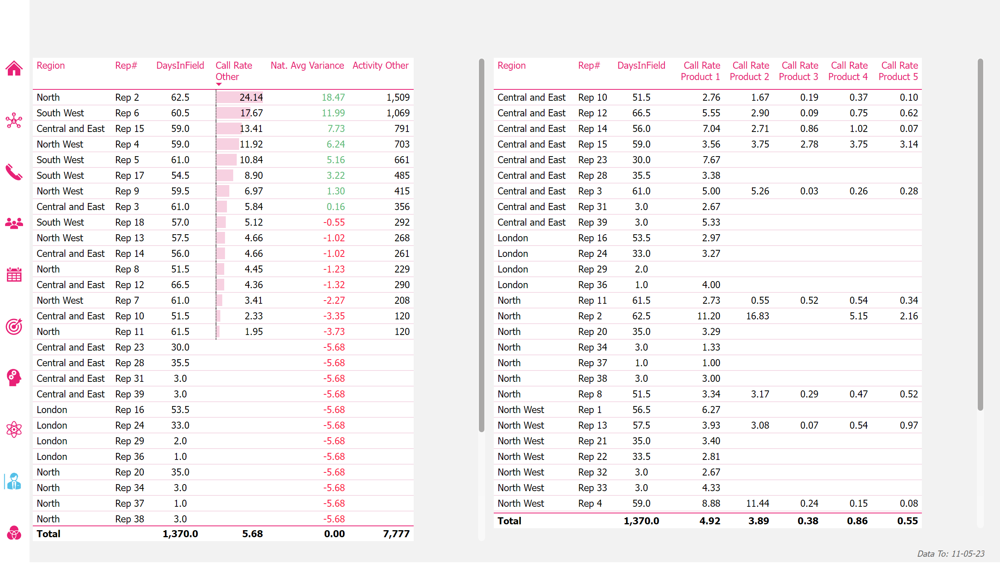 Region Rep# DaysInField Call Rate Other Nat. Avg Variance Activity Other
North Rep 2 62.5 24.14 18.47 1,509
South West Rep 6 60.5 17.67 11.99 1,069
Central and East Rep 15 59.0 13.41 7.73 791
North West Rep 4 59.0 11.92 6.24 703
South West Rep 5 61.0 10.84 5.16 661
South West Rep 17 54.5 8.90 3.22 485
North West Rep 9 59.5 6.97 1.30 415
Central and East Rep 3 61.0 5.84 0.16 356
South West Rep 18 57.0 5.12 -0.55 292
North West Rep 13 57.5 4.66 -1.02 268
Central and East Rep 14 56.0 4.66 -1.02 261
North Rep 8 51.5 4.45 -1.23 229
Central and East Rep 12 66.5 4.36 -1.32 290
North West Rep 7 61.0 3.41 -2.27 208
Central and East Rep 10 51.5 2.33 -3.35 120
North Rep 11 61.5 1.95 -3.73 120
Central and East Rep 23 30.0 -5.68
Central and East Rep 28 35.5 -5.68
Central and East Rep 31 3.0 -5.68
Central and East Rep 39 3.0 -5.68
London Rep 16 53.5 -5.68
London Rep 24 33.0 -5.68
London Rep 29 2.0 -5.68
London Rep 36 1.0 -5.68
North Rep 20 35.0 -5.68
North Rep 34 3.0 -5.68
North Rep 37 1.0 -5.68
North Rep 38 3.0 -5.68
Total 1,370.0 5.68 0.00 7,777
Region Rep# DaysInField Call Rate Product 1 Call Rate Product 2 Call Rate Product 3 Call Rate Product 4 Call Rate Product 5
Central and East Rep 10 51.5 2.76 1.67 0.19 0.37 0.10
Central and East Rep 12 66.5 5.55 2.90 0.09 0.75 0.62
Central and East Rep 14 56.0 7.04 2.71 0.86 1.02 0.07
Central and East Rep 15 59.0 3.56 3.75 2.78 3.75 3.14
Central and East Rep 23 30.0 7.67
Central and East Rep 28 35.5 3.38
Central and East Rep 3 61.0 5.00 5.26 0.03 0.26 0.28
Central and East Rep 31 3.0 2.67
Central and East Rep 39 3.0 5.33
London Rep 16 53.5 2.97
London Rep 24 33.0 3.27
London Rep 29 2.0
London Rep 36 1.0 4.00
North Rep 11 61.5 2.73 0.55 0.52 0.54 0.34
North Rep 2 62.5 11.20 16.83 5.15 2.16
North Rep 20 35.0 3.29
North Rep 34 3.0 1.33
North Rep 37 1.0 1.00
North Rep 38 3.0 3.00
North Rep 8 51.5 3.34 3.17 0.29 0.47 0.52
North West Rep 1 56.5 6.27
North West Rep 13 57.5 3.93 3.08 0.07 0.54 0.97
North West Rep 21 35.0 3.40
North West Rep 22 33.5 2.81
North West Rep 32 3.0 2.67
North West Rep 33 3.0 4.33
North West Rep 4 59.0 8.88 11.44 0.24 0.15 0.08
Total 1,370.0 4.92 3.89 0.38 0.86 0.55
Data To: 11-05-23